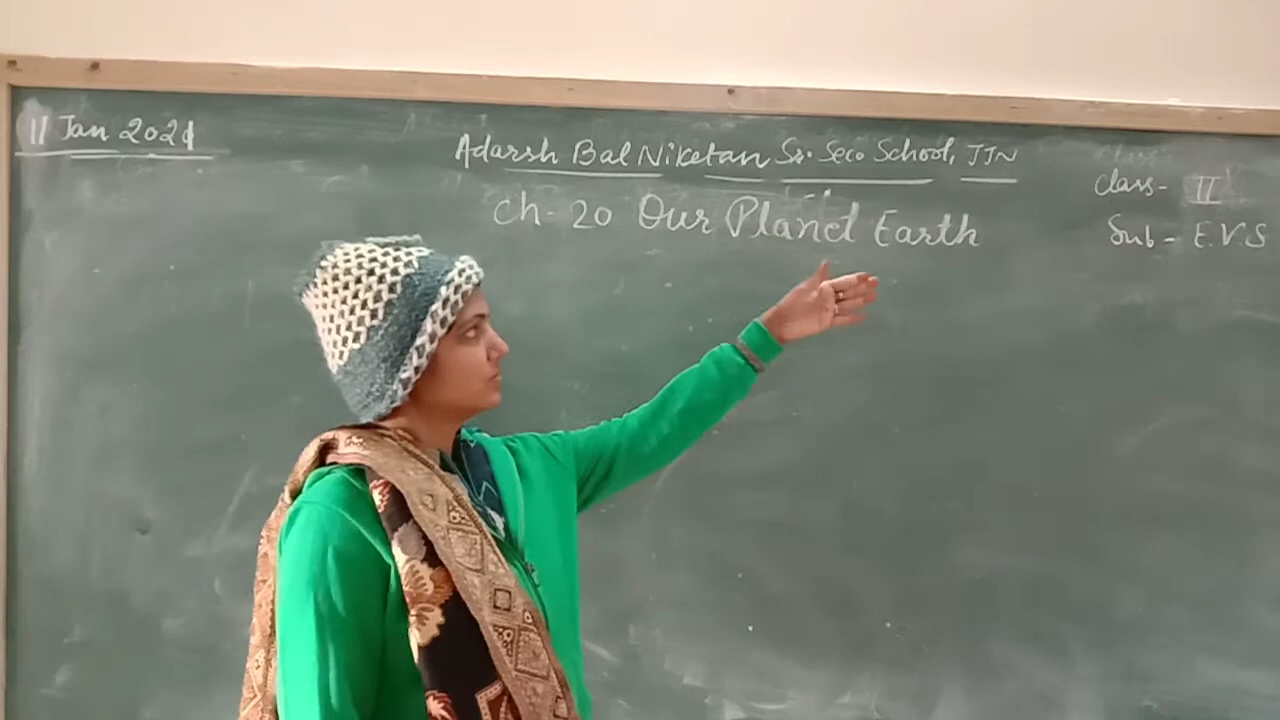 11 Jan 2021
Adarsh Bal Niketan Sr. Seco School, JJN
Class- II
Ch- 20 Our Planet Earth
Sub- E.V.S